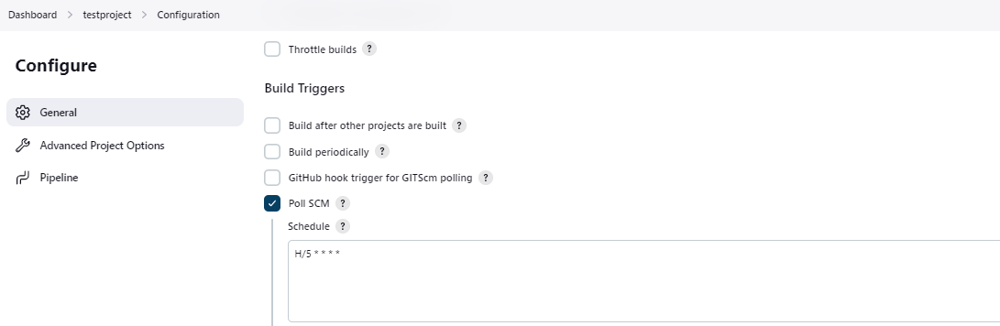 Dashboard > testproject > Configuration
Configure
General
Advanced Project Options
Pipeline
Throttle builds ?
Build Triggers
Build after other projects are built ?
Build periodically ?
GitHub hook trigger for GITScm polling ?
Poll SCM ?
Schedule ?
H/5 * * * *